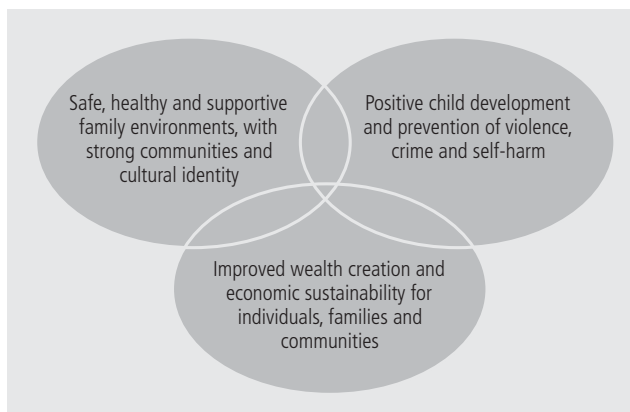 Safe, healthy and supportive
family environments, with
strong communities and
cultural identity
Positive child development
and prevention of violence,
crime and self-harm
Improved wealth creation and
economic sustainability for
individuals, families and
communities